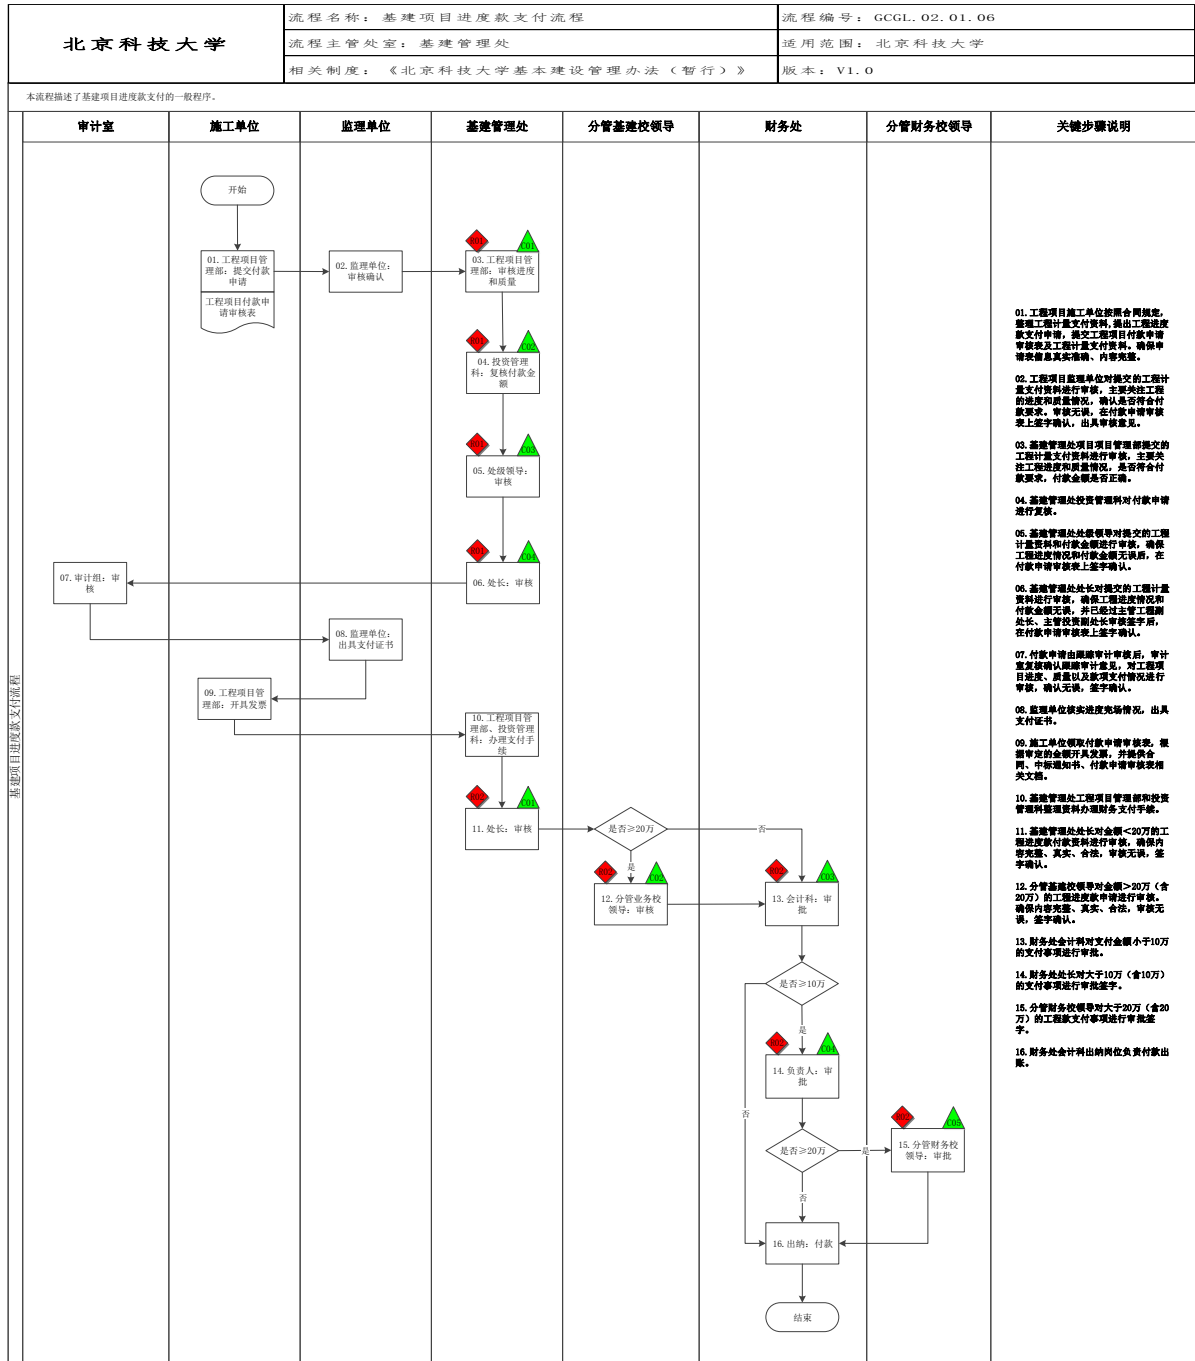 北京科技大学
流程名称：基建项目进度款支付流程
流程编号：GCGL.02.01.06
流程主管处室：基建管理处
适用范围：北京科技大学
相关制度：《北京科技大学基本建设管理办法（暂行）》
版本：V1.0
本流程描述了基建项目进度款支付的一般程序。
审计室
施工单位
监理单位
基建管理处
分管基建校领导
财务处
分管财务校领导
关键步骤说明
基建项目进度款支付流程
开始
01.工程项目管
理部：提交付款
申请
工程项目付款申
请审核表
02.监理单位：
审核确认
R01
C01
03.工程项目管
理部：审核进度
和质量
R01
C02
04.投资管理
科：复核付款金
额
R01
C03
05.处级领导：
审核
R01
C04
06.处长：审核
07.审计组：审
核
08.监理单位：
出具支付证书
09.工程项目管
理部：开具发票
10.工程项目管
理部、投资管理
科：办理支付手
续
R02
C01
11.处长：审核
是否≥20万
否
是
R02
C02
12.分管业务校
领导：审核
R02
C03
13.会计科：审
批
是否≥10万
是
否
R02
C04
14.负责人：审
批
是否≥20万
是
否
R02
C05
15.分管财务校
领导：审批
16.出纳：付款
结束
01.工程项目施工单位按照合同规定，
整理工程计量支付资料,提出工程进度
款支付申请，提交工程项目付款申请
审核表及工程计量支付资料。确保申
请表信息真实准确、内容完整。
02.工程项目监理单位对提交的工程计
量支付资料进行审核，主要关注工程
的进度和质量情况，确认是否符合付
款要求。审核无误，在付款申请审核
表上签字确认，出具审核意见。
03.基建管理处项目项目管理部提交的
工程计量支付资料进行审核，主要关
注工程进度和质量情况，是否符合付
款要求，付款金额是否正确。
04.基建管理处投资管理科对付款申请
进行复核。
05.基建管理处处级领导对提交的工程
计量资料和付款金额进行审核，确保
工程进度情况和付款金额无误后，在
付款申请审核表上签字确认。
06.基建管理处处长对提交的工程计量
资料进行审核，确保工程进度情况和
付款金额无误，并已经过主管工程副
处长、主管投资副处长审核签字后，
在付款申请审核表上签字确认。
07.付款申请由跟踪审计审核后，审计
室复核确认跟踪审计意见，对工程项
目进度、质量以及款项支付情况进行
审核，确认无误，签字确认。
08.监理单位核实进度完场情况，出具
支付证书。
09.施工单位领取付款申请审核表，根
据审定的金额开具发票，并提供合
同、中标通知书、付款申请审核表相
关文档。
10.基建管理处工程项目管理部和投资
管理科整理资料办理财务支付手续。
11.基建管理处处长对金额＜20万的工
程进度款付款资料进行审核，确保内
容完整、真实、合法，审核无误，签
字确认。
12.分管基建校领导对金额＞20万（含
20万）的工程进度款申请进行审核。
确保内容完整、真实、合法，审核无
误，签字确认。
13.财务处会计科对支付金额小于10万
的支付事项进行审批。
14.财务处处长对大于10万（含10万）
的支付事项进行审批签字。
15.分管财务校领导对大于20万（含20
万）的工程款支付事项进行审批签
字。
16.财务处会计科出纳岗位负责付款出
账。